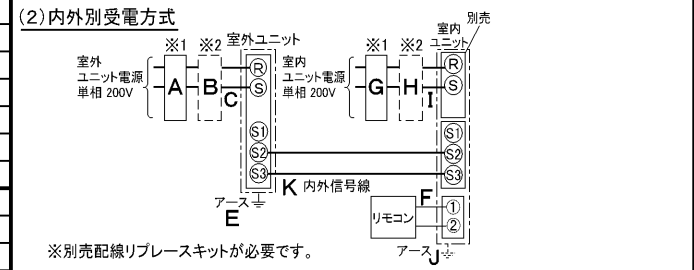 (2)内外別受電方式
※1 ※2 室外ユニット
室外
ユニット電源
単相 200V
A B C
R
S
S1
S2
S3
アース
E
K 内外信号線
※1 ※2
室内
ユニット
別売
室内
ユニット電源
単相 200V
G H I
R
S
S1
S2
S3
F
リモコン
1
2
アース J
※別売配線リプレースキットが必要です。